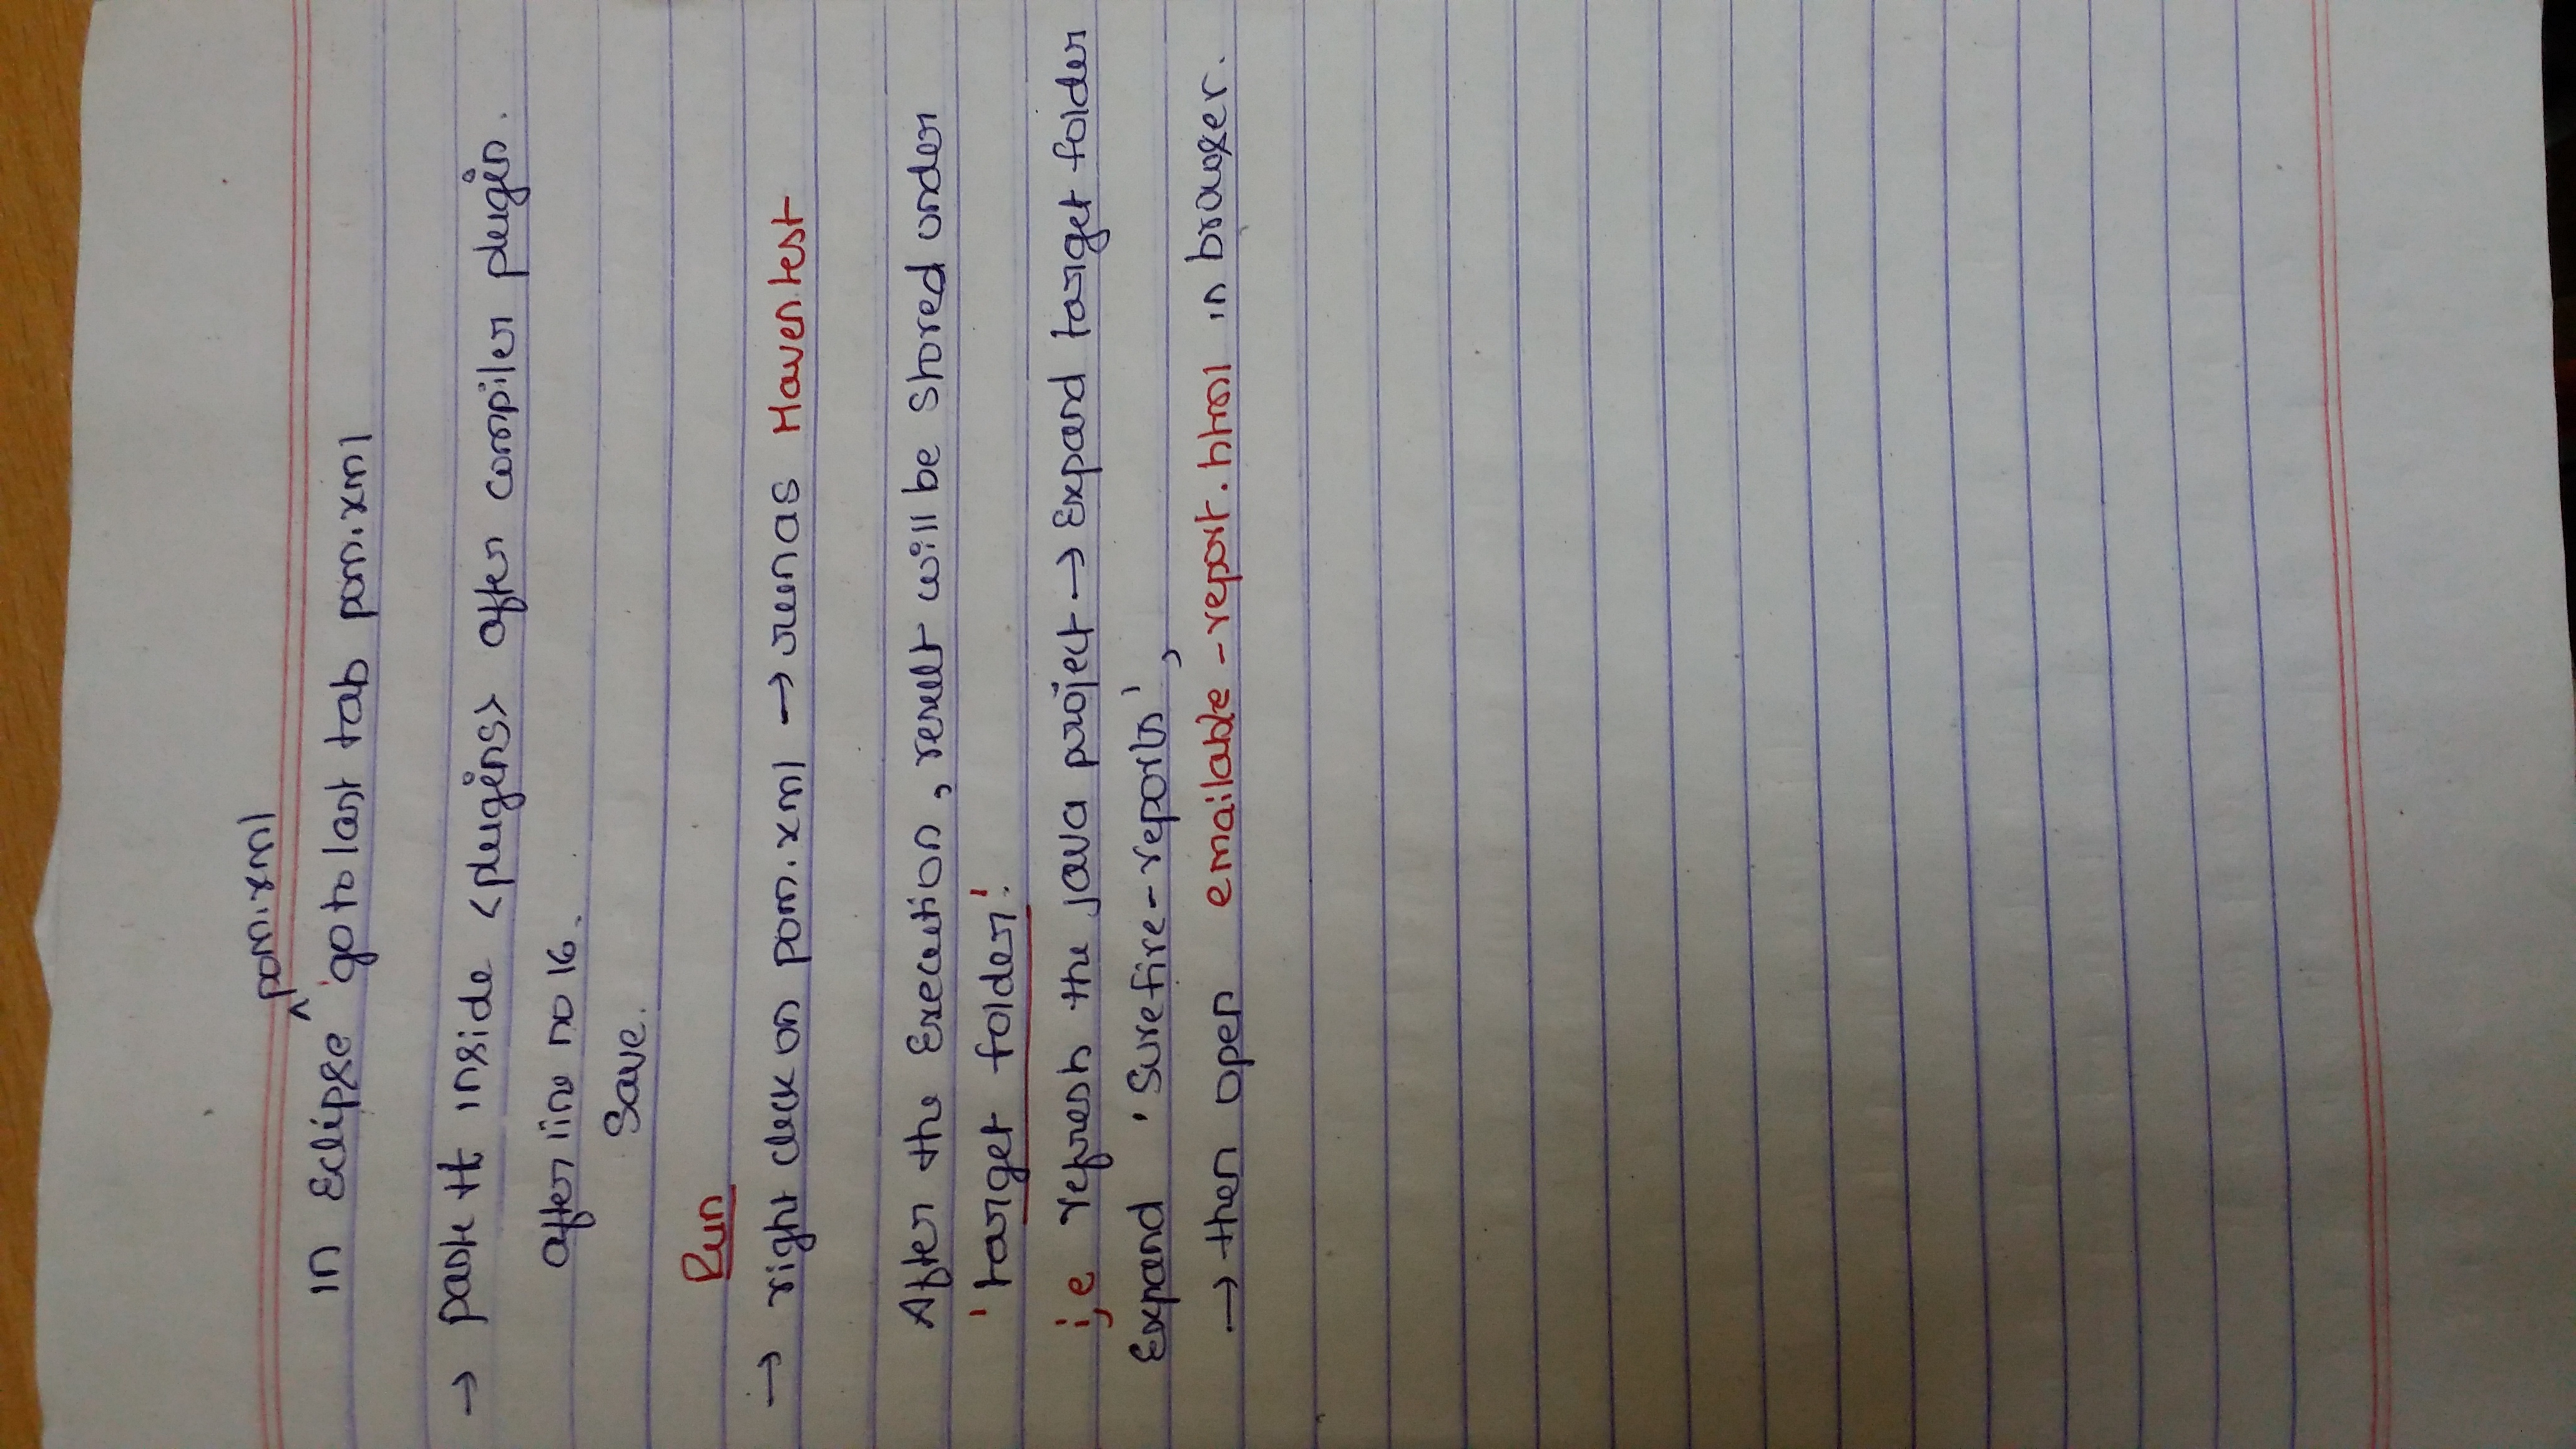 pom.xml
In Eclipse ^ go to last tab pom.xml
→ paste it inside <plugins> after compiler plugin.
after line no 16.
Save.
Run
→ right click on pom.xml → run as Maven test
After the Execution, result will be stored under
'target folder'.
i,e refresh the java project → Expand target folder
Expand 'Surefire-reports',
→ then open emailable-report.html in browser.